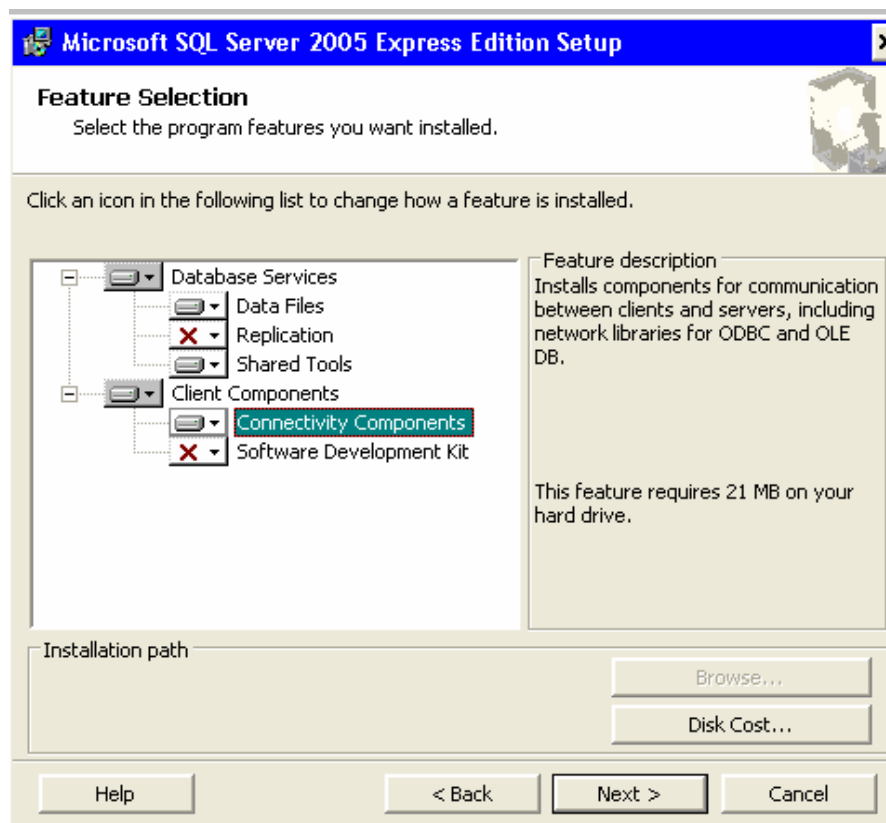 Microsoft SQL Server 2005 Express Edition Setup
Feature Selection
Select the program features you want installed.
Click an icon in the following list to change how a feature is installed.
Database Services
Data Files
Replication
Shared Tools
Client Components
Connectivity Components
Software Development Kit
Feature description
Installs components for communication
between clients and servers, including
network libraries for ODBC and OLE
DB.
This feature requires 21 MB on your
hard drive.
Installation path
Browse...
Disk Cost...
Help
< Back
Next >
Cancel